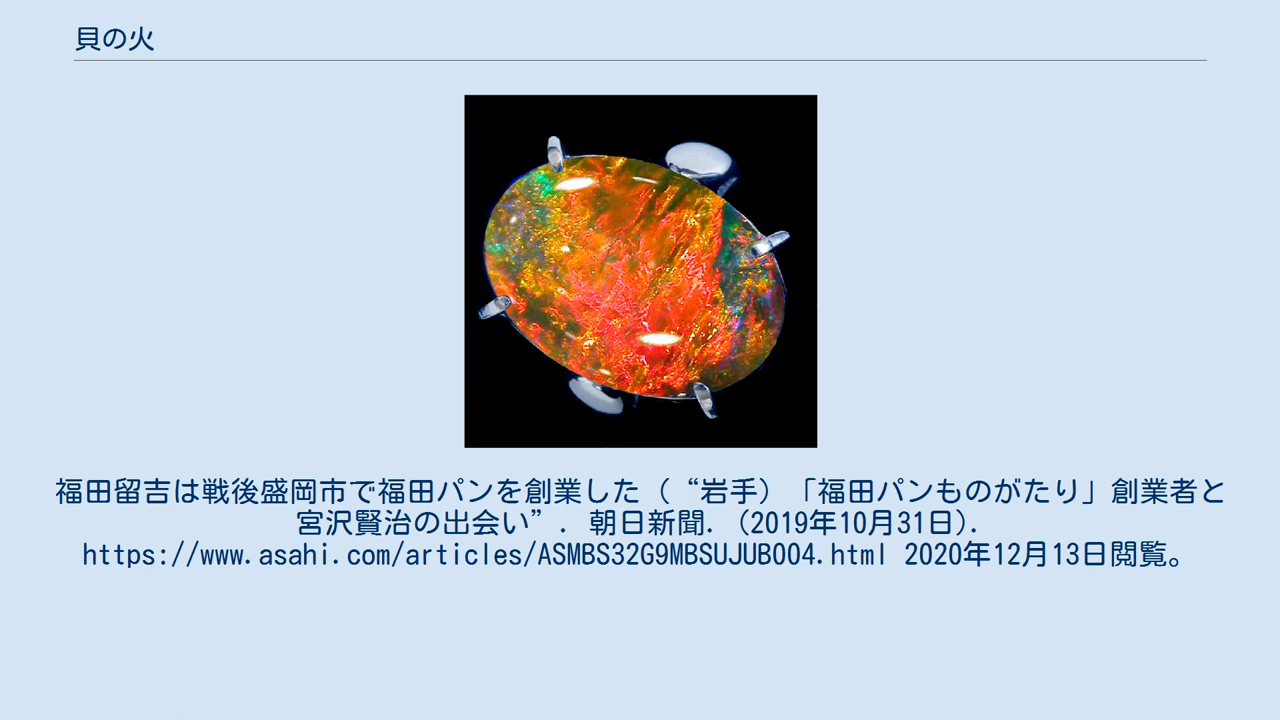 貝の火
福田留吉は戦後盛岡市で福田パンを創業した（“岩手）「福田パンものがたり」創業者と
宮沢賢治の出会い”. 朝日新聞. (2019年10月31日).
https://www.asahi.com/articles/ASMBS32G9MBSUJUB004.html 2020年12月13日閲覧。